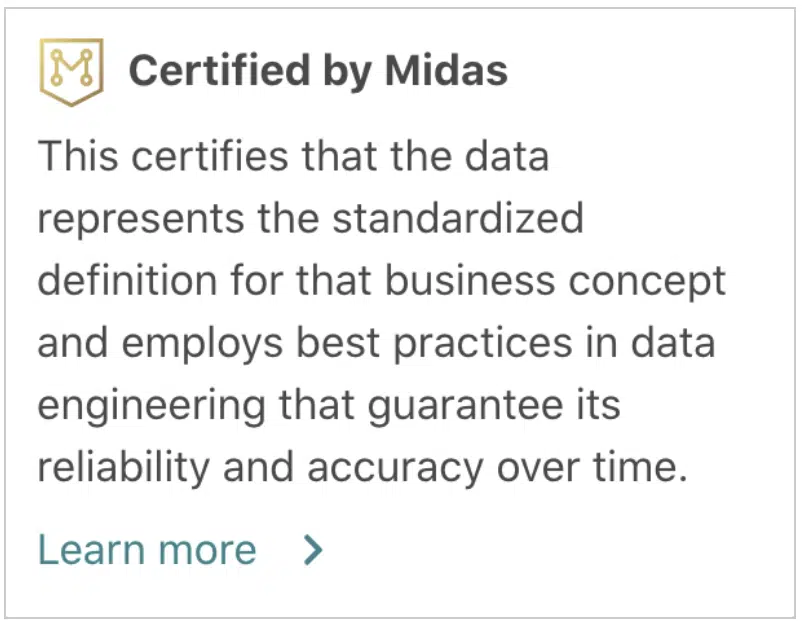 Certified by Midas
This certifies that the data
represents the standardized
definition for that business concept
and employs best practices in data
engineering that guarantee its
reliability and accuracy over time.
Learn more